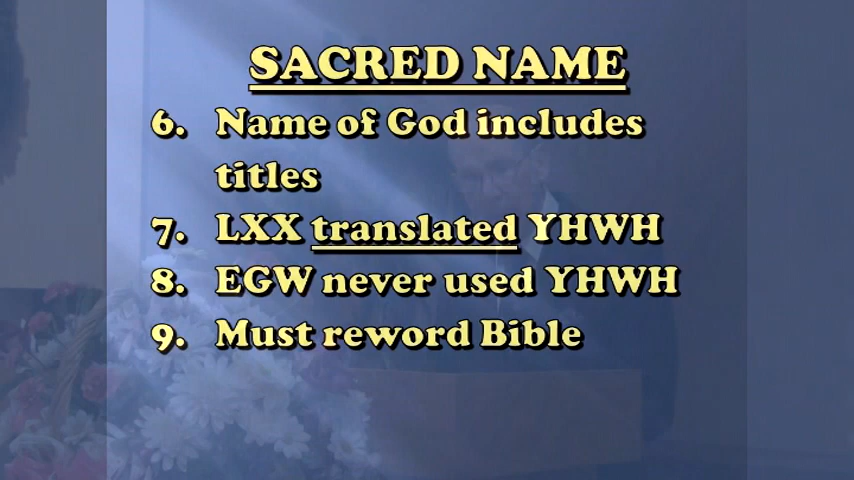 SACRED NAME
6. Name of God includes
titles
7. LXX translated YHWH
8. EGW never used YHWH
9. Must reword Bible